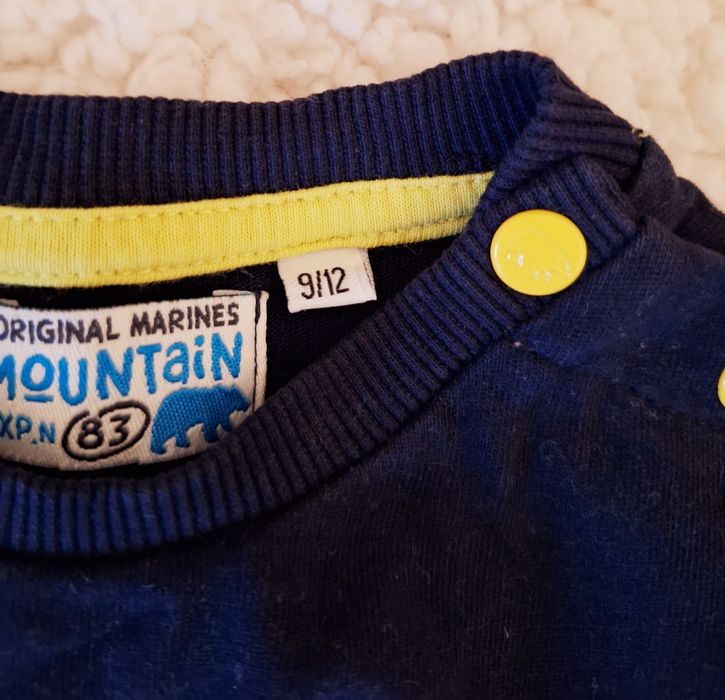 ORIGINAL MARINES
MOUNTAiN
XP.N 83
9/12